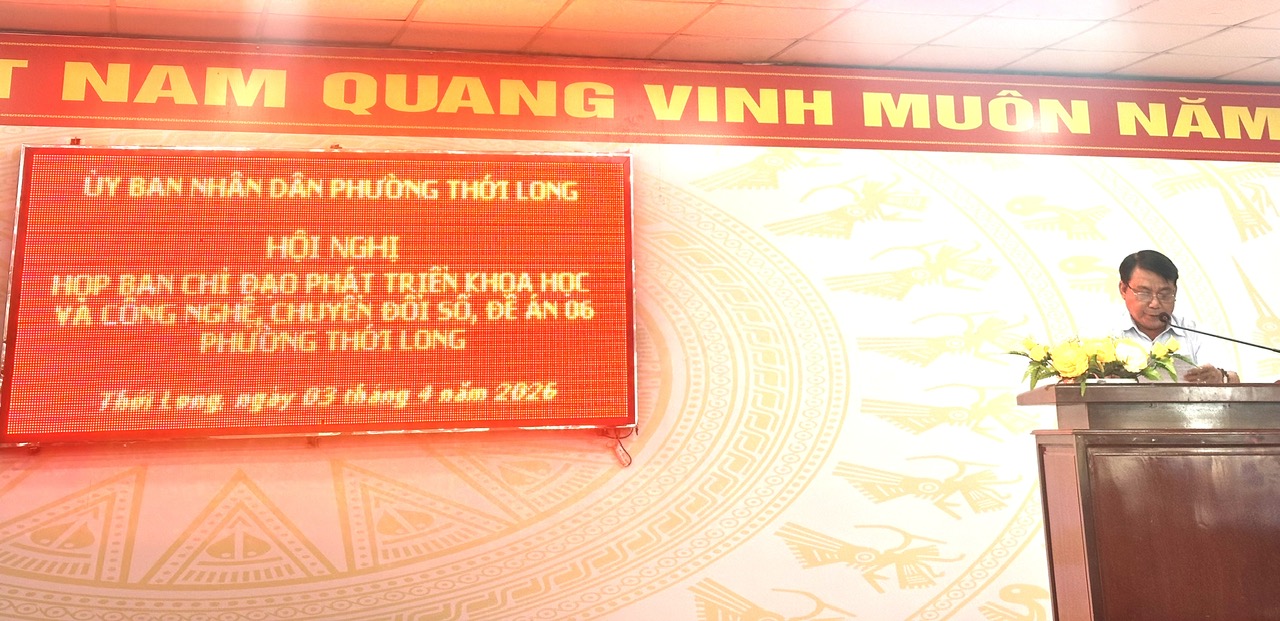 T NAM QUANG VINH MUÔN NĂM
ỦY BAN NHÂN DÂN PHƯỜNG THỚI LONG
HỘI NGHỊ
HỌP BAN CHỈ ĐẠO PHÁT TRIỂN KHOA HỌC
VÀ CÔNG NGHỆ, CHUYỂN ĐỔI SỐ, ĐỀ ÁN 06
PHƯỜNG THỚI LONG
Thới Long, ngày 03 tháng 4 năm 2026